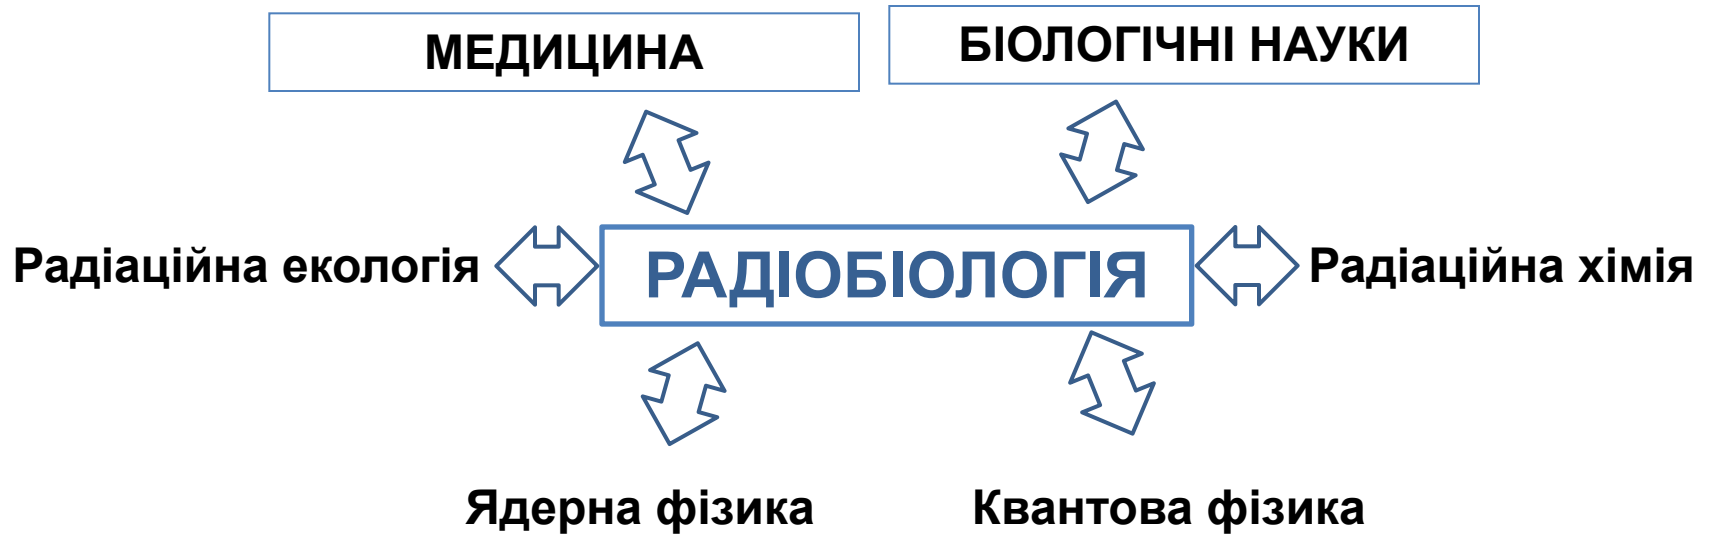 МЕДИЦИНА
БІОЛОГІЧНІ НАУКИ
Радіаційна екологія
РАДІОБІОЛОГІЯ
Радіаційна хімія
Ядерна фізика
Квантова фізика